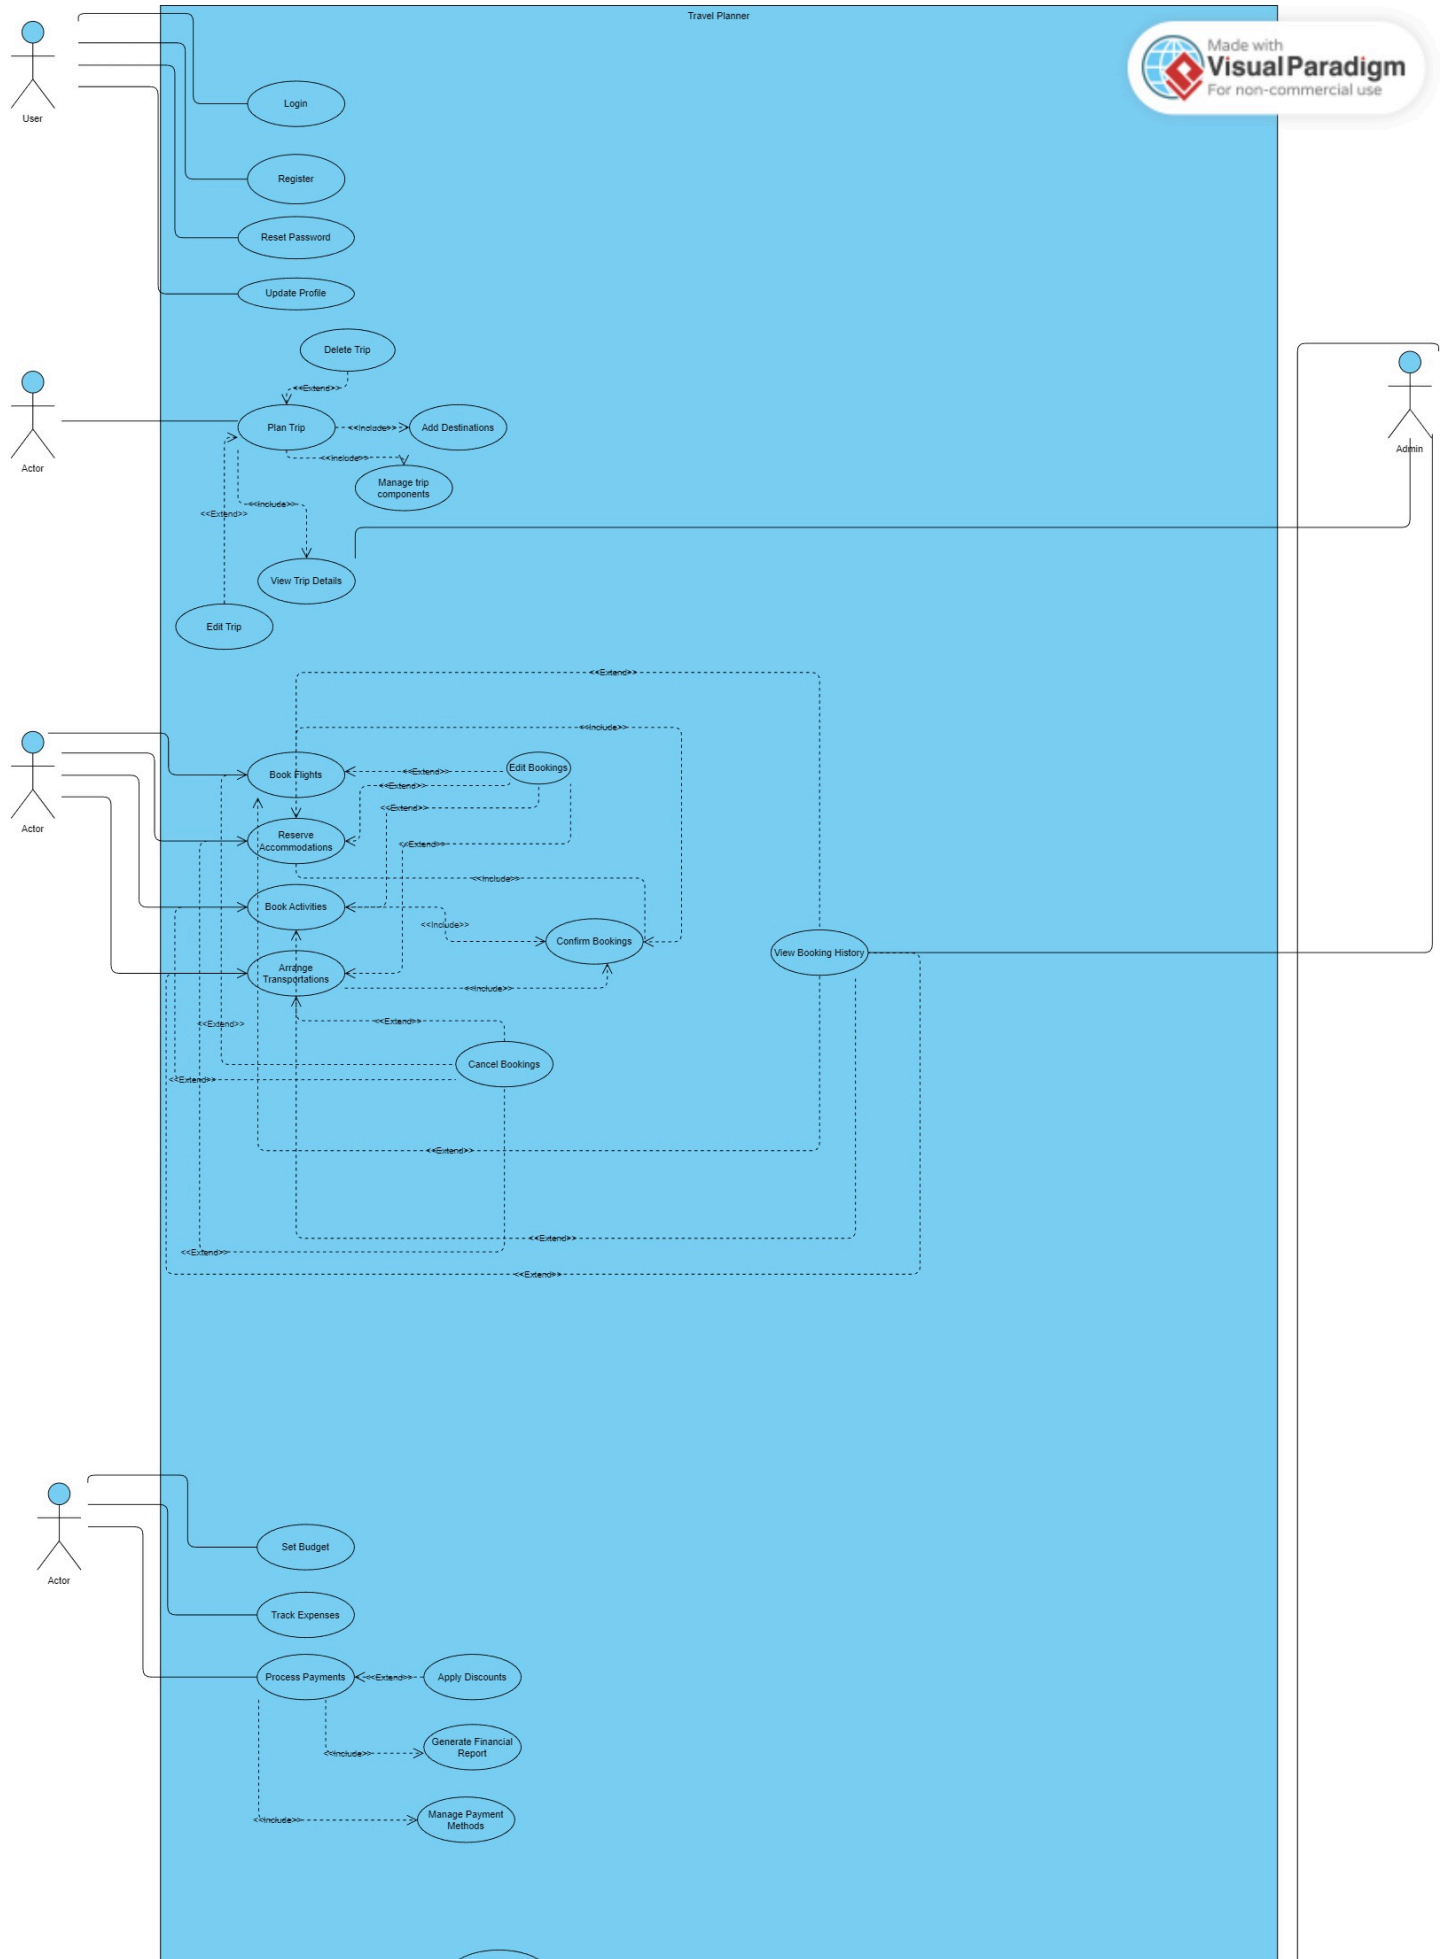 Travel Planner
Made with
VisualParadigm
For non-commercial use
User
Login
Register
Reset Password
Update Profile
Delete Trip
<<Extend>>
Actor
Plan Trip
<<Include>>
Add Destinations
Admin
<<Include>>
Manage trip
components
<<Include>>
<<Extend>>
View Trip Details
Edit Trip
<<Extend>>
<<Include>>
Actor
Book Flights
<<Extend>>
Edit Bookings
<<Extend>>
<<Extend>>
Reserve
Accommodations
<<Extend>>
<<Include>>
Book Activities
<<Include>>
Confirm Bookings
View Booking History
Arrange
Transportations
<<Include>>
<<Extend>>
<<Extend>>
Cancel Bookings
<<Extend>>
<<Extend>>
<<Extend>>
<<Extend>>
<<Extend>>
Actor
Set Budget
Track Expenses
Process Payments
<<Extend>>
Apply Discounts
Generate Financial
Report
<<Include>>
Manage Payment
Methods
<<Include>>